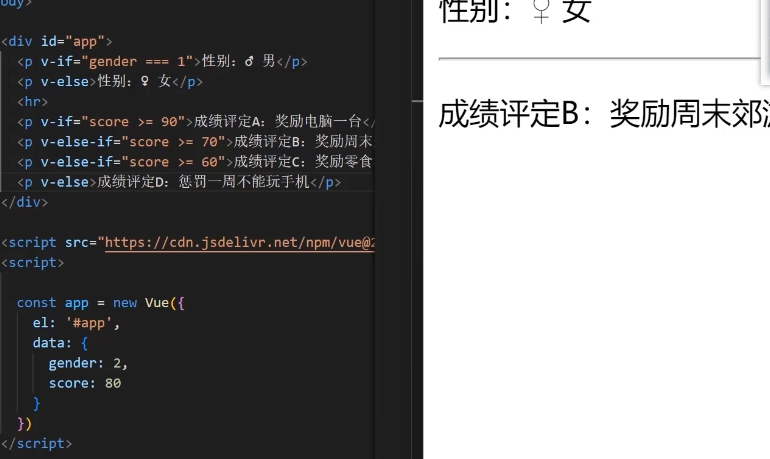 ody>
<div id="app">
<p v-if="gender === 1">性别：♂ 男</p>
<p v-else>性别：♀ 女</p>
<hr>
<p v-if="score >= 90">成绩评定A：奖励电脑一台</
<p v-else-if="score >= 70">成绩评定B：奖励周末
<p v-else-if="score >= 60">成绩评定C：奖励零食
<p v-else>成绩评定D：惩罚一周不能玩手机</p>
</div>
<script src="https://cdn.jsdelivr.net/npm/vue@2
<script>
const app = new Vue({
el: '#app',
data: {
gender: 2,
score: 80
}
})
</script>
性别：♀ 女
成绩评定B：奖励周末郊游